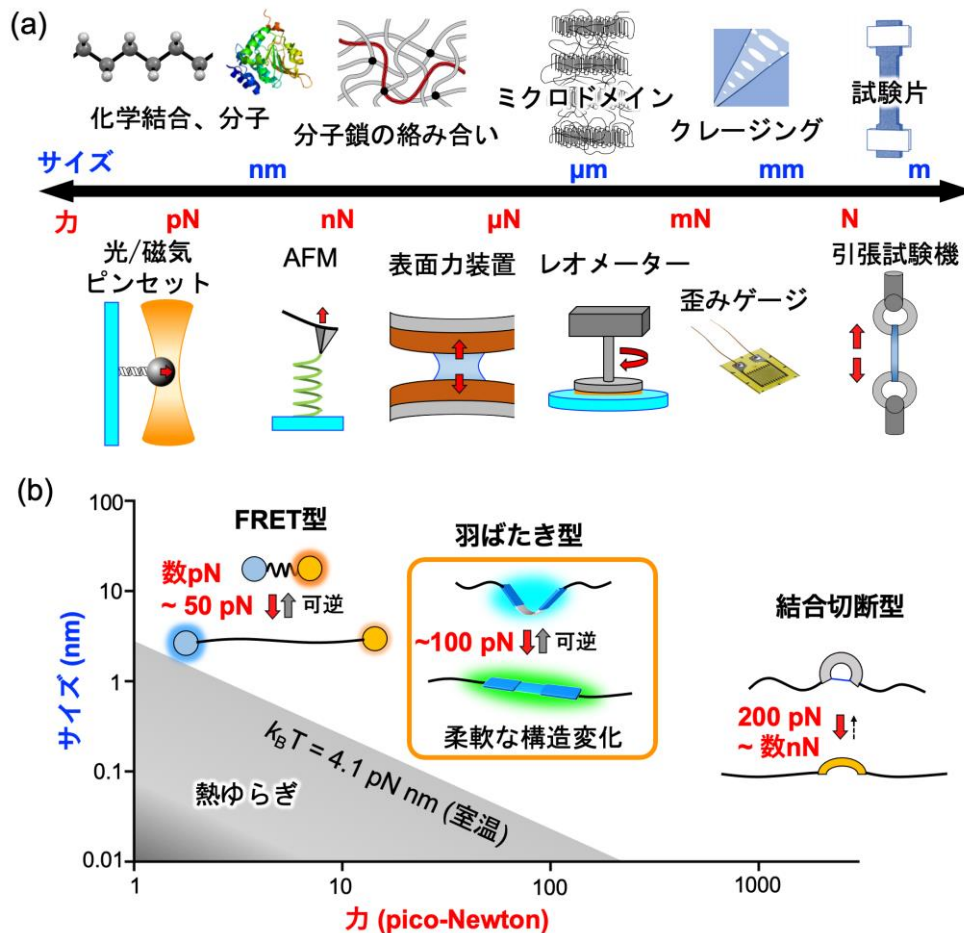 (a)
化学結合、分子
分子鎖の絡み合い
ミクロドメイン
クレージング
試験片
サイズ
nm
µm
mm
m
力
pN
nN
µN
mN
N
光/磁気
ピンセット
AFM
表面力装置
レオメーター
歪みゲージ
引張試験機
(b)
サイズ (nm)
100
10
1
0.1
0.01
FRET型
数pN
~ 50 pN
可逆
羽ばたき型
~100 pN
可逆
柔軟な構造変化
結合切断型
200 pN
~ 数nN
kBT = 4.1 pN nm (室温)
熱ゆらぎ
1
10
100
1000
力 (pico-Newton)